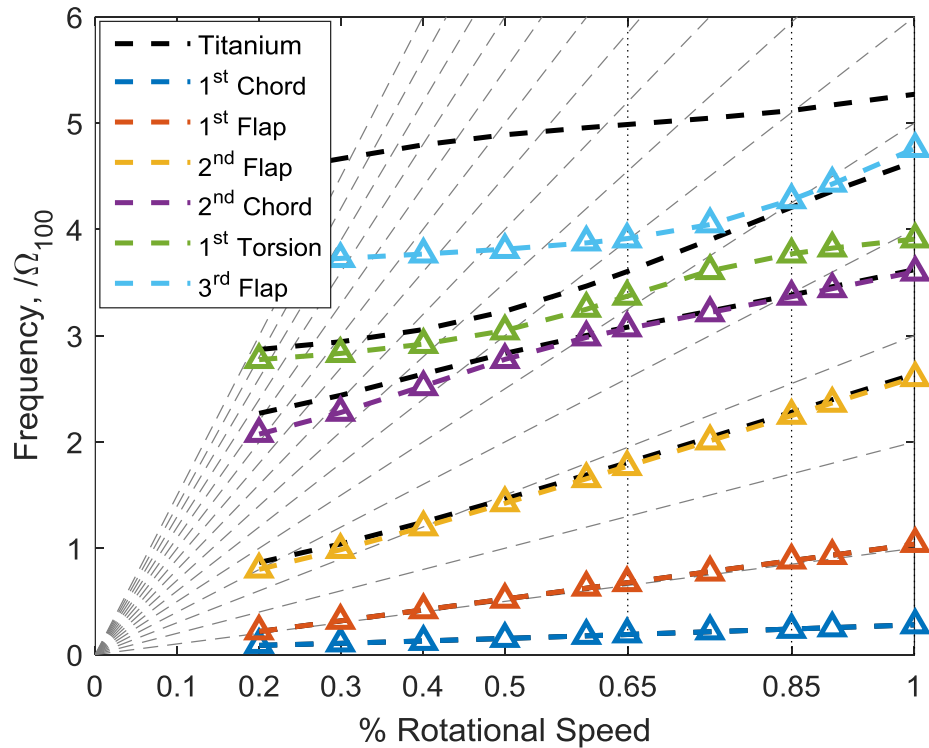 6
5
4
3
2
1
0
Frequency, /Ω₁₀₀
Titanium
1ˢᵗ Chord
1ˢᵗ Flap
2ⁿᵈ Flap
2ⁿᵈ Chord
1ˢᵗ Torsion
3ʳᵈ Flap
0 0.1 0.2 0.3 0.4 0.5 0.65 0.85 1
% Rotational Speed